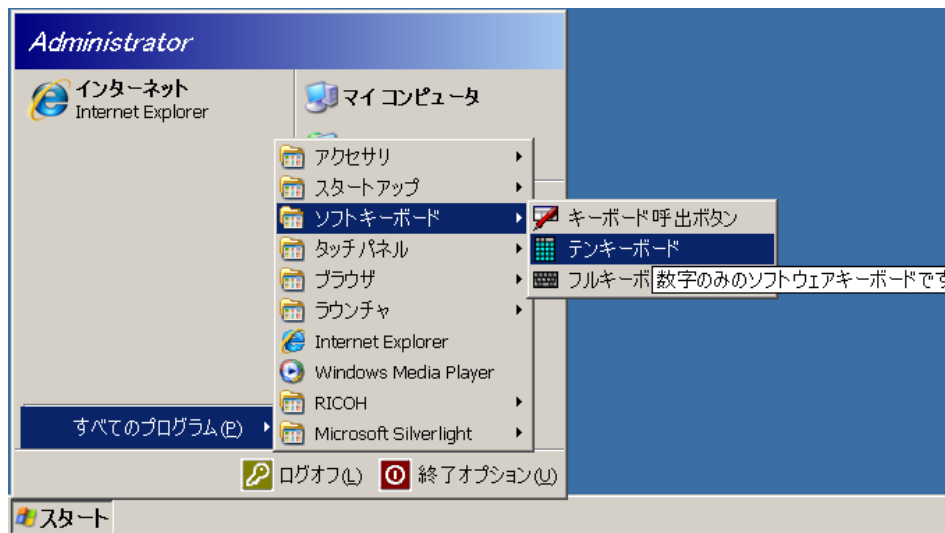 Administrator
インターネット
Internet Explorer
マイ コンピュータ
アクセサリ
スタートアップ
ソフトキーボード
タッチパネル
ブラウザ
ラウンチャ
Internet Explorer
Windows Media Player
RICOH
Microsoft Silverlight
キーボード呼出ボタン
テンキーボード
フルキーボ
数字のみのソフトウェアキーボードです
すべてのプログラム(P)
ログオフ(L)
終了オプション(U)
スタート